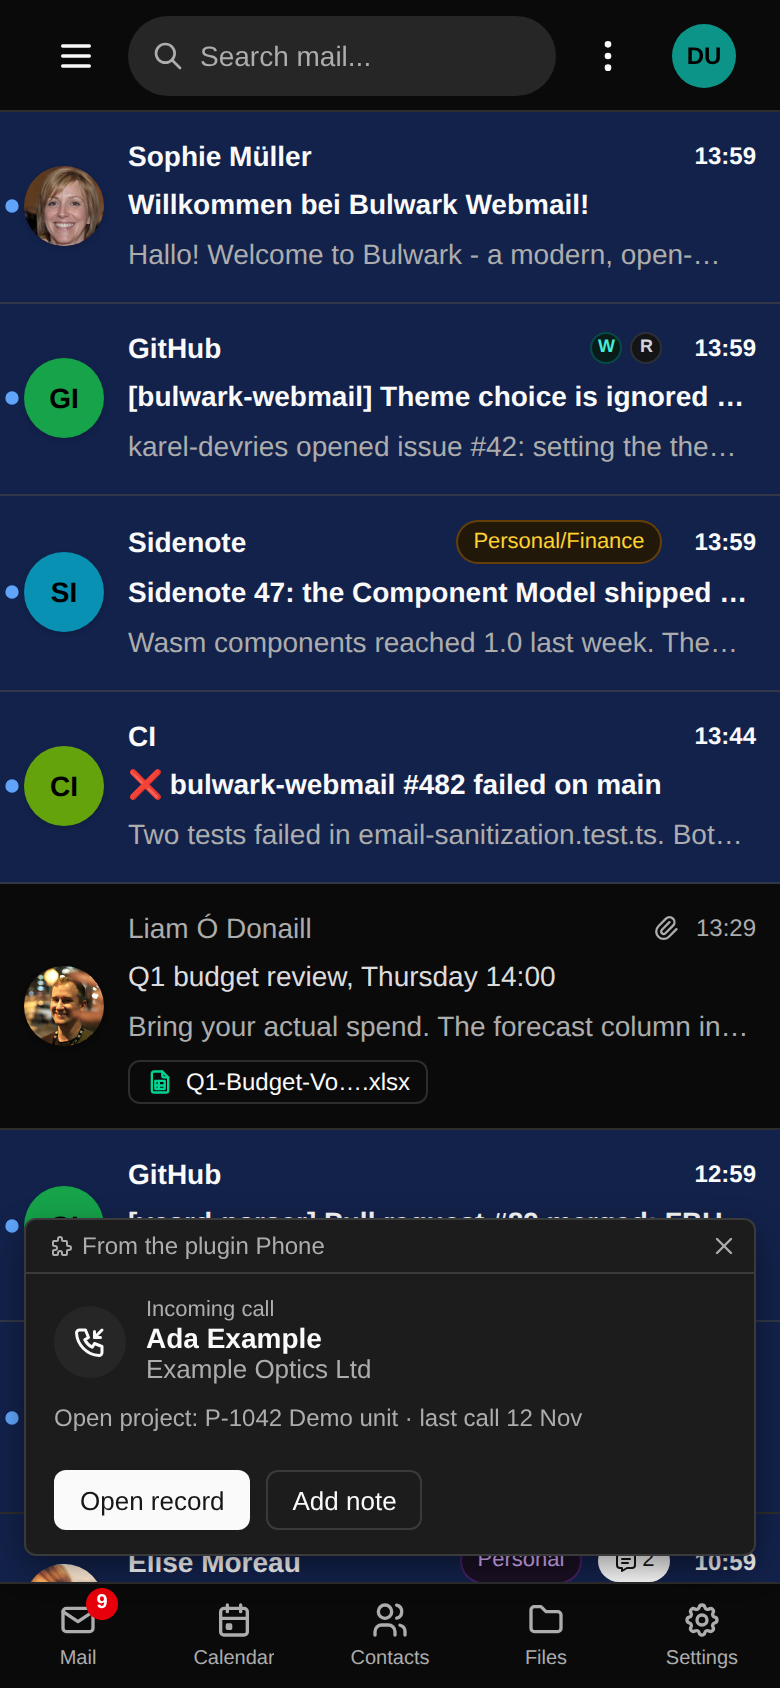 Search mail...
DU
Sophie Müller 13:59
Willkommen bei Bulwark Webmail!
Hallo! Welcome to Bulwark - a modern, open-…
GitHub W R 13:59
GI
[bulwark-webmail] Theme choice is ignored …
karel-devries opened issue #42: setting the the…
Sidenote Personal/Finance 13:59
SI
Sidenote 47: the Component Model shipped …
Wasm components reached 1.0 last week. The…
CI 13:44
CI
❌ bulwark-webmail #482 failed on main
Two tests failed in email-sanitization.test.ts. Bot…
Liam Ó Donaill 13:29
Q1 budget review, Thursday 14:00
Bring your actual spend. The forecast column in…
Q1-Budget-Vo….xlsx
GitHub 12:59
From the plugin Phone
Incoming call
Ada Example
Example Optics Ltd
Open project: P-1042 Demo unit · last call 12 Nov
Open record
Add note
Elise Moreau Personal 2 10:59
9
Mail
Calendar
Contacts
Files
Settings